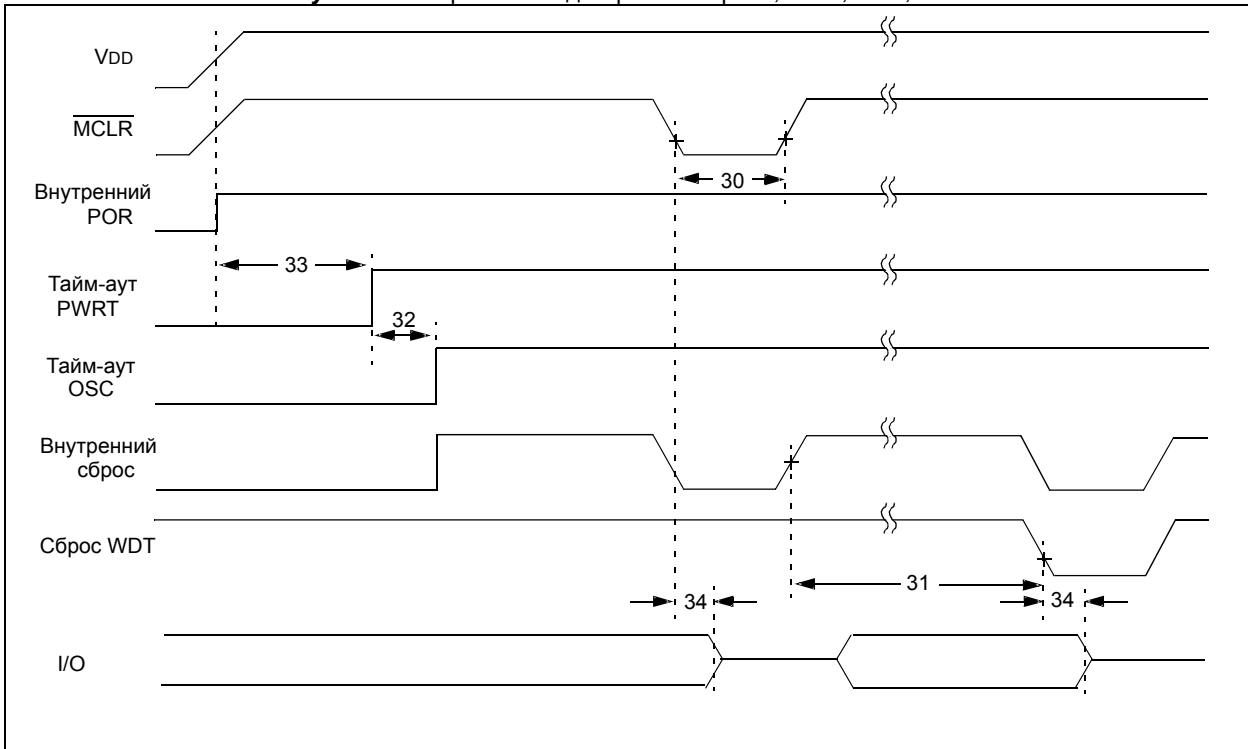 VDD
MCLR
30
Внутренний
POR
33
Тайм-аут
PWRT
32
Тайм-аут
OSC
Внутренний
сброс
Сброс WDT
31
34
34
I/O